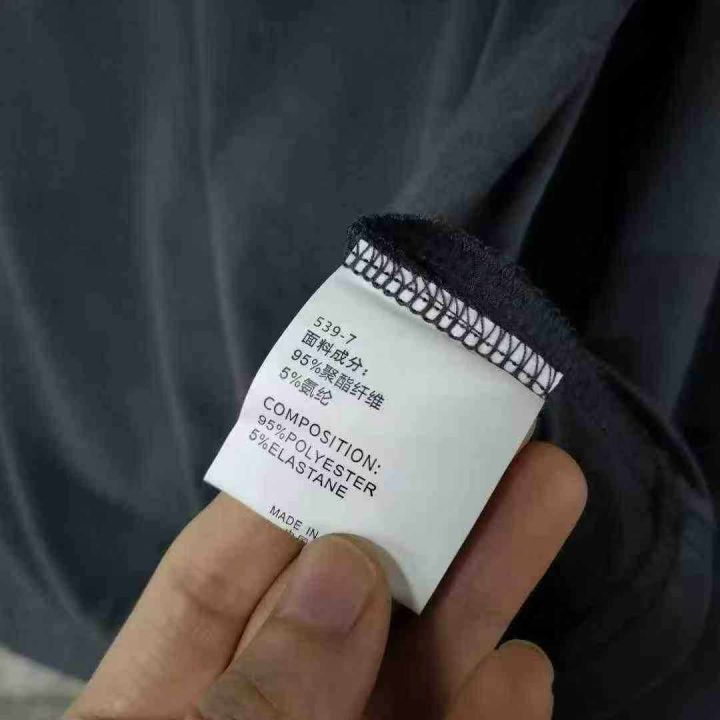 539-7
面料成分:
95%聚酯纤维
5%氨纶
COMPOSITION:
95%POLYESTER
5%ELASTANE
MADE IN